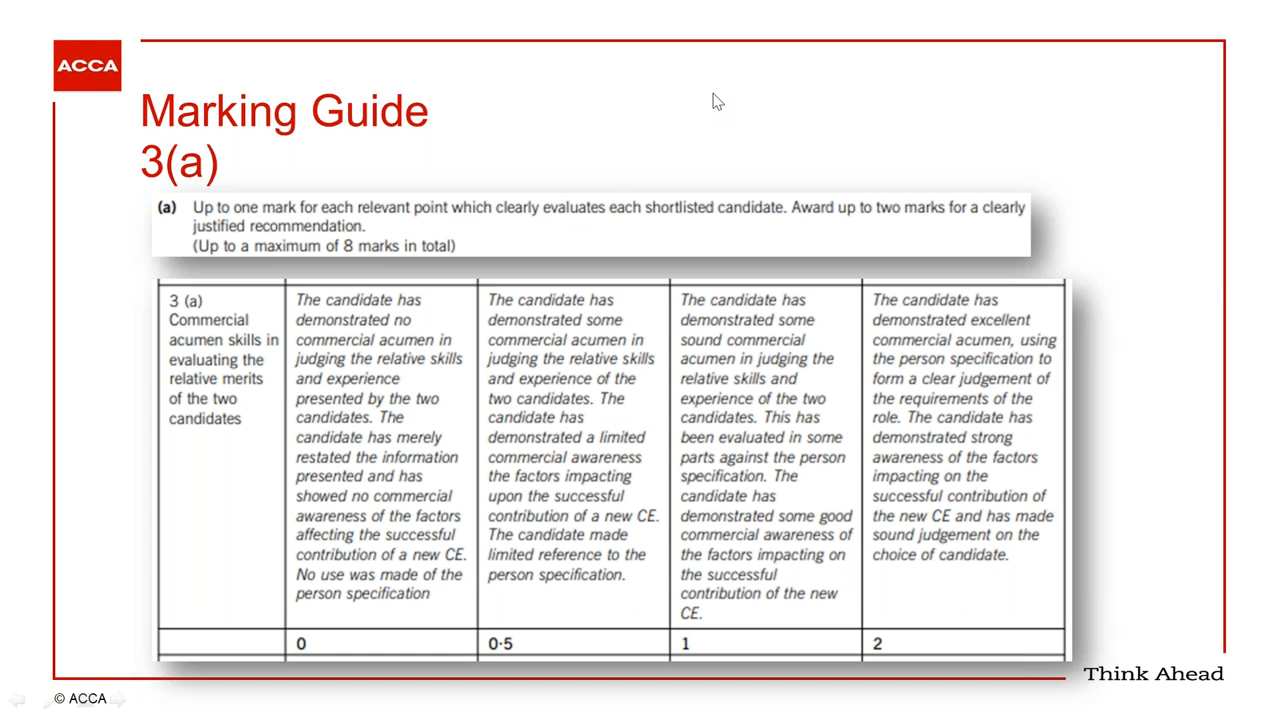 ACCA
Marking Guide
3(a)
(a) Up to one mark for each relevant point which clearly evaluates each shortlisted candidate. Award up to two marks for a clearly
justified recommendation.
(Up to a maximum of 8 marks in total)
3 (a)
Commercial
acumen skills in
evaluating the
relative merits
of the two
candidates
The candidate has
demonstrated no
commercial acumen in
judging the relative skills
and experience
presented by the two
candidates. The
candidate has merely
restated the information
presented and has
showed no commercial
awareness of the factors
affecting the successful
contribution of a new CE.
No use was made of the
person specification
The candidate has
demonstrated some
commercial acumen in
judging the relative skills
and experience of the
two candidates. The
candidate has
demonstrated a limited
commercial awareness
the factors impacting
upon the successful
contribution of a new CE.
The candidate made
limited reference to the
person specification.
The candidate has
demonstrated some
sound commercial
acumen in judging the
relative skills and
experience of the two
candidates. This has
been evaluated in some
parts against the person
specification. The
candidate has
demonstrated some good
commercial awareness of
the factors impacting on
the successful
contribution of the new
CE.
The candidate has
demonstrated excellent
commercial acumen, using
the person specification to
form a clear judgement of
the requirements of the
role. The candidate has
demonstrated strong
awareness of the factors
impacting on the
successful contribution of
the new CE and has made
sound judgement on the
choice of candidate.
0
0·5
1
2
Think Ahead
© ACCA